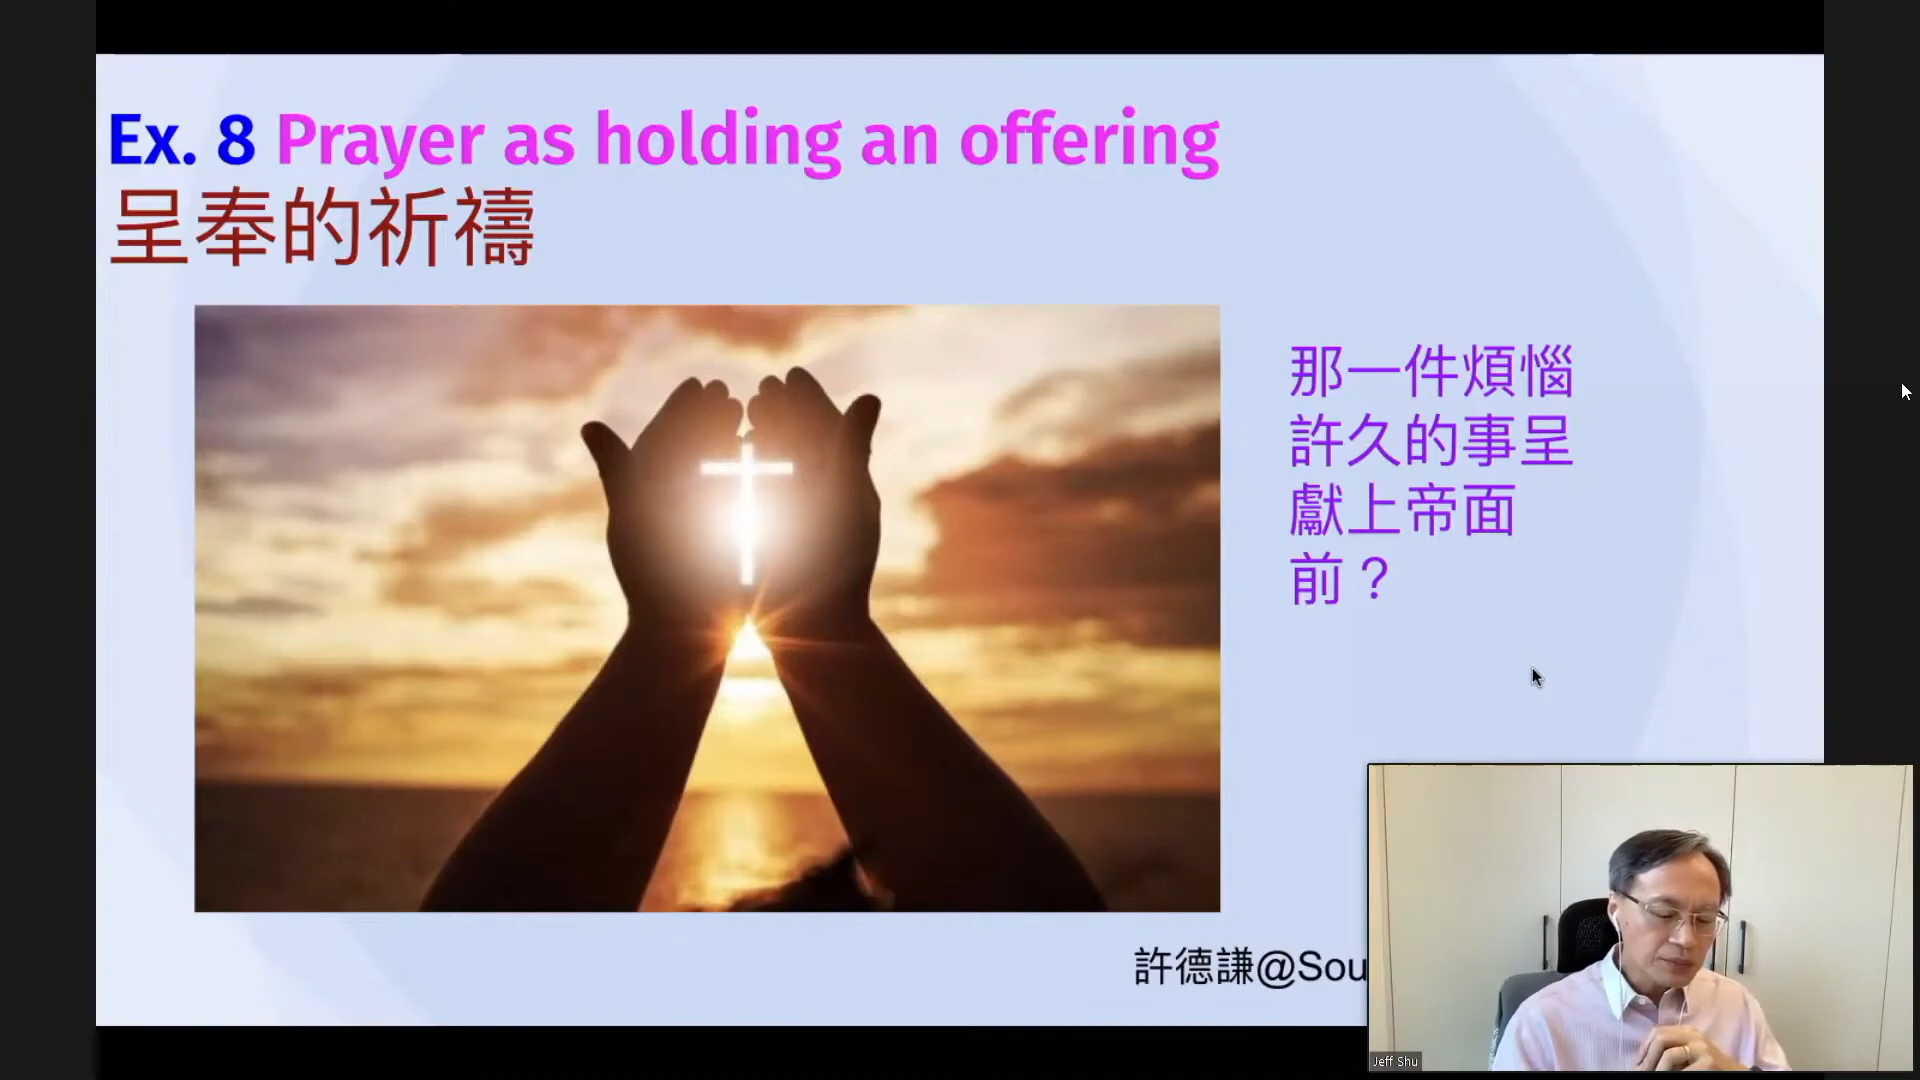 Ex. 8 Prayer as holding an offering
呈奉的祈禱
那一件煩惱
許久的事呈
獻上帝面
前？
許德謙@Sou
Jeff Shu